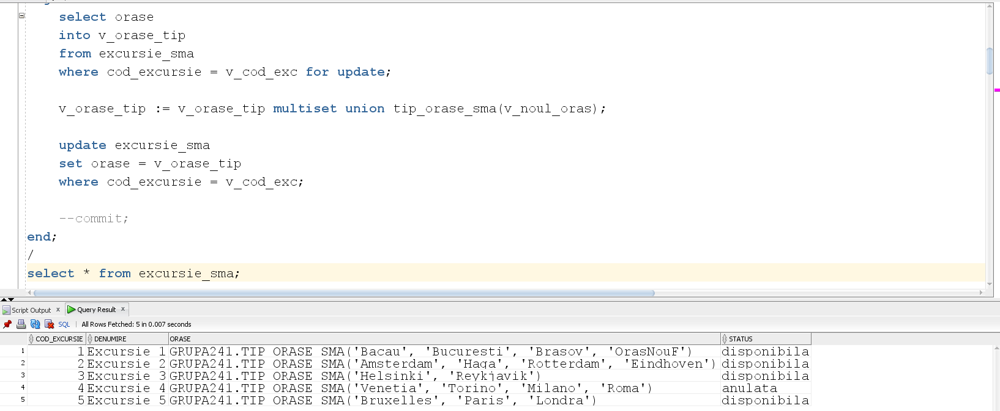 select orase
into v_orase_tip
from excursie_sma
where cod_excursie = v_cod_exc for update;
v_orase_tip := v_orase_tip multiset union tip_orase_sma(v_noul_oras);
update excursie_sma
set orase = v_orase_tip
where cod_excursie = v_cod_exc;
--commit;
end;
/
select * from excursie_sma;
Script Output x Query Result x
SQL | All Rows Fetched: 5 in 0.007 seconds
COD_EXCURSIE DENUMIRE ORASE STATUS
1 1 Excursie 1 GRUPA241.TIP_ORASE_SMA('Bacau', 'Bucuresti', 'Brasov', 'OrasNouF') disponibila
2 2 Excursie 2 GRUPA241.TIP_ORASE_SMA('Amsterdam', 'Haga', 'Rotterdam', 'Eindhoven') disponibila
3 3 Excursie 3 GRUPA241.TIP_ORASE_SMA('Helsinki', 'Reykjavik') disponibila
4 4 Excursie 4 GRUPA241.TIP_ORASE_SMA('Venetia', 'Torino', 'Milano', 'Roma') anulata
5 5 Excursie 5 GRUPA241.TIP_ORASE_SMA('Bruxelles', 'Paris', 'Londra') disponibila